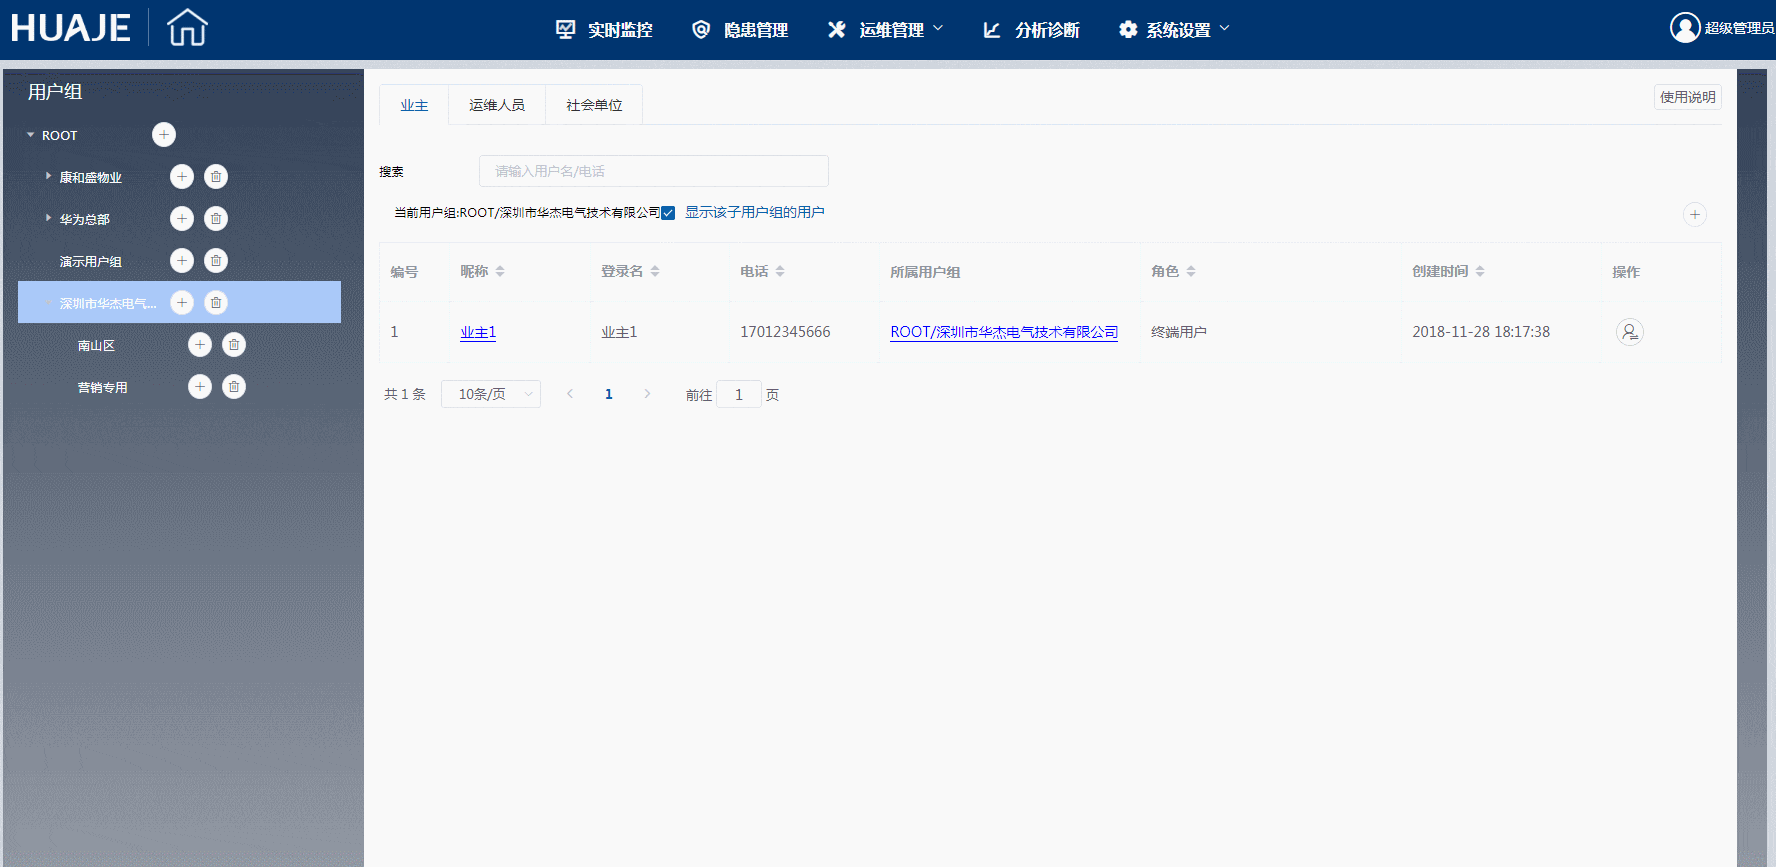 HUAJE
实时监控
隐患管理
运维管理
分析诊断
系统设置
超级管理员
用户组
ROOT
康和盛物业
华为总部
演示用户组
深圳市华杰电气...
南山区
营销专用
业主
运维人员
社会单位
使用说明
搜索
请输入用户名/电话
当前用户组:ROOT/深圳市华杰电气技术有限公司 显示该子用户组的用户
编号 昵称 登录名 电话 所属用户组 角色 创建时间 操作
1 业主1 业主1 17012345666 ROOT/深圳市华杰电气技术有限公司 终端用户 2018-11-28 18:17:38
共 1 条 10条/页 1 前往 1 页